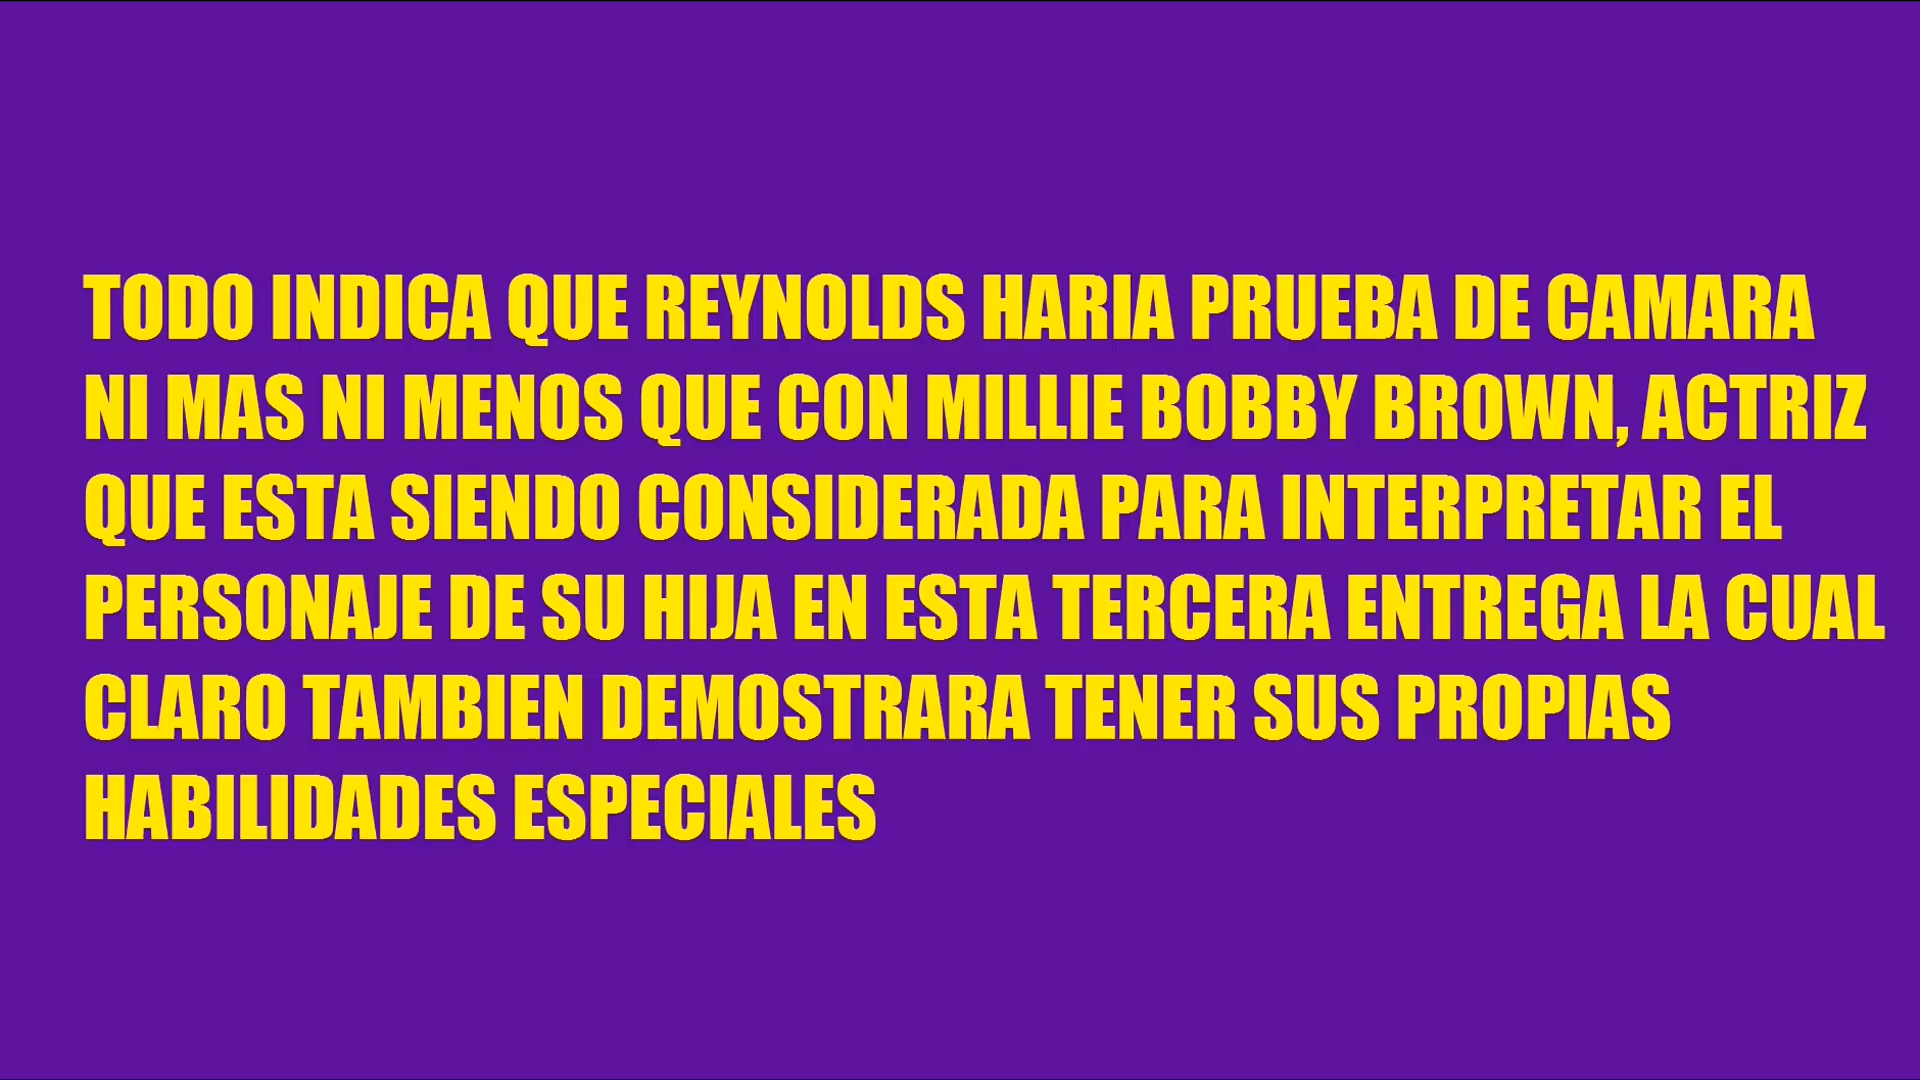 TODO INDICA QUE REYNOLDS HARIA PRUEBA DE CAMARA
NI MAS NI MENOS QUE CON MILLIE BOBBY BROWN, ACTRIZ
QUE ESTA SIENDO CONSIDERADA PARA INTERPRETAR EL
PERSONAJE DE SU HIJA EN ESTA TERCERA ENTREGA LA CUAL
CLARO TAMBIEN DEMOSTRARA TENER SUS PROPIAS
HABILIDADES ESPECIALES